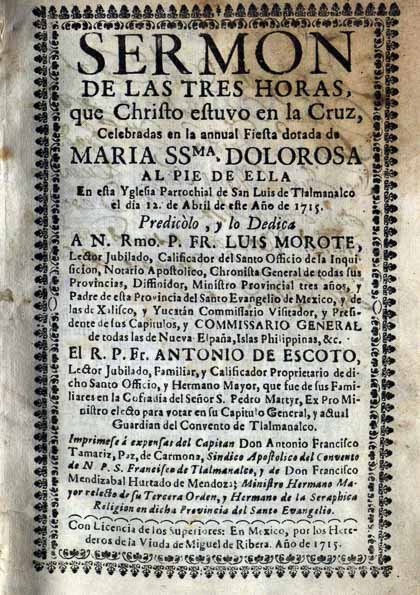 SERMON
DE LAS TRES HORAS,
que Christo estuvo en la Cruz,
Celebradas en la annual Fiesta dotada de
MARIA SSMA. DOLOROSA
AL PIE DE ELLA
En esta Yglesia Parrochial de San Luis de Tlalmanalco
el dia 12. de Abril de este Año de 1715.
Predicòlo, y lo Dedica
A N. Rmo. P. FR. LUIS MOROTE,
Lector Jubilado, Calificador del Santo Officio de la Inqui-
sicion, Notario Apostolico, Chronista General de todas sus
Provincias, Diffinidor, Ministro Provincial tres años, y
Padre de esta Provincia del Santo Evangelio de Mexico, y de
las de Xalisco, y Yucatán Commissario Visitador, y Presi-
dente de sus Capitulos, y COMMISSARIO GENERAL
de todas las de Nueva-España, Islas Philippinas, &c.
El R. P. Fr. ANTONIO DE ESCOTO,
Lector Jubilado, Familiar, y Calificador Proprietario de di-
cho Santo Officio, y Hermano Mayor, que fue de sus Fami-
liares en la Cofradia del Señor S. Pedro Martyr, Ex Pro Mi
nistro electo para votar en su Capitulo General, y actual
Guardian del Convento de Tlalmanalco.
Imprimese á expensas del Capitan Don Antonio Francisco
Tamariz, Paz, de Carmona, Sindico Apostolico del Convento
de N. P. S. Francisco de Tlalmanalco, y de Don Francisco
Mendizabal Hurtado de Mendoza; Ministro Hermano Ma-
yor relecto de su Tercera Orden, y Hermano de la Seraphica
Religion en dicha Provincia del Santo Evangelio.
Con Licencia de los Superiores: En Mexico, por los Here-
deros de la Viuda de Miguel de Ribera. Año de 1715.